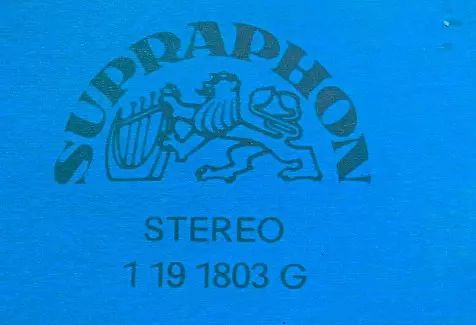 SUPRAPHON
STEREO
1 19 1803 G